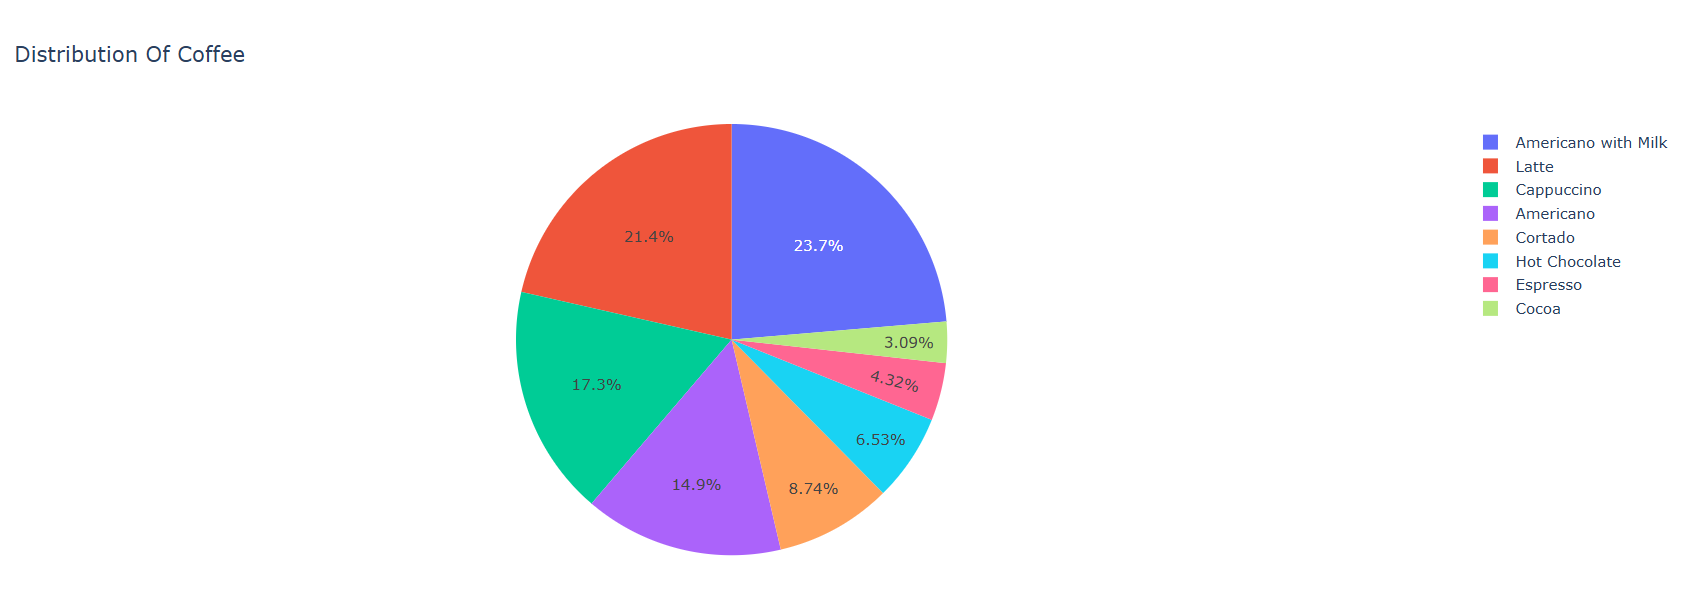 Distribution Of Coffee
23.7%
21.4%
17.3%
14.9%
8.74%
6.53%
4.32%
3.09%
Americano with Milk
Latte
Cappuccino
Americano
Cortado
Hot Chocolate
Espresso
Cocoa